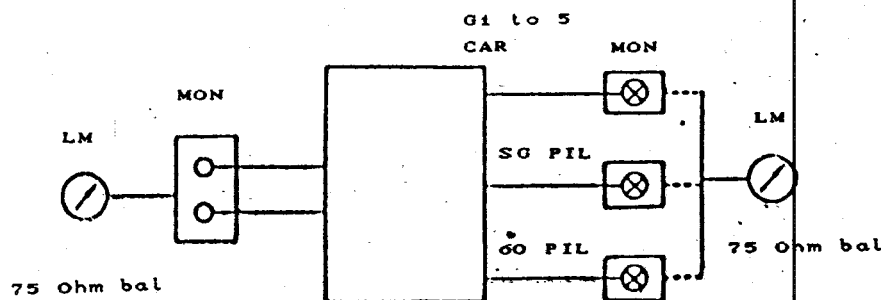 G1 to 5
CAR
MON
MON
LM
LM
SG PIL
60 PIL
75 Ohm bal
75 Ohm bal